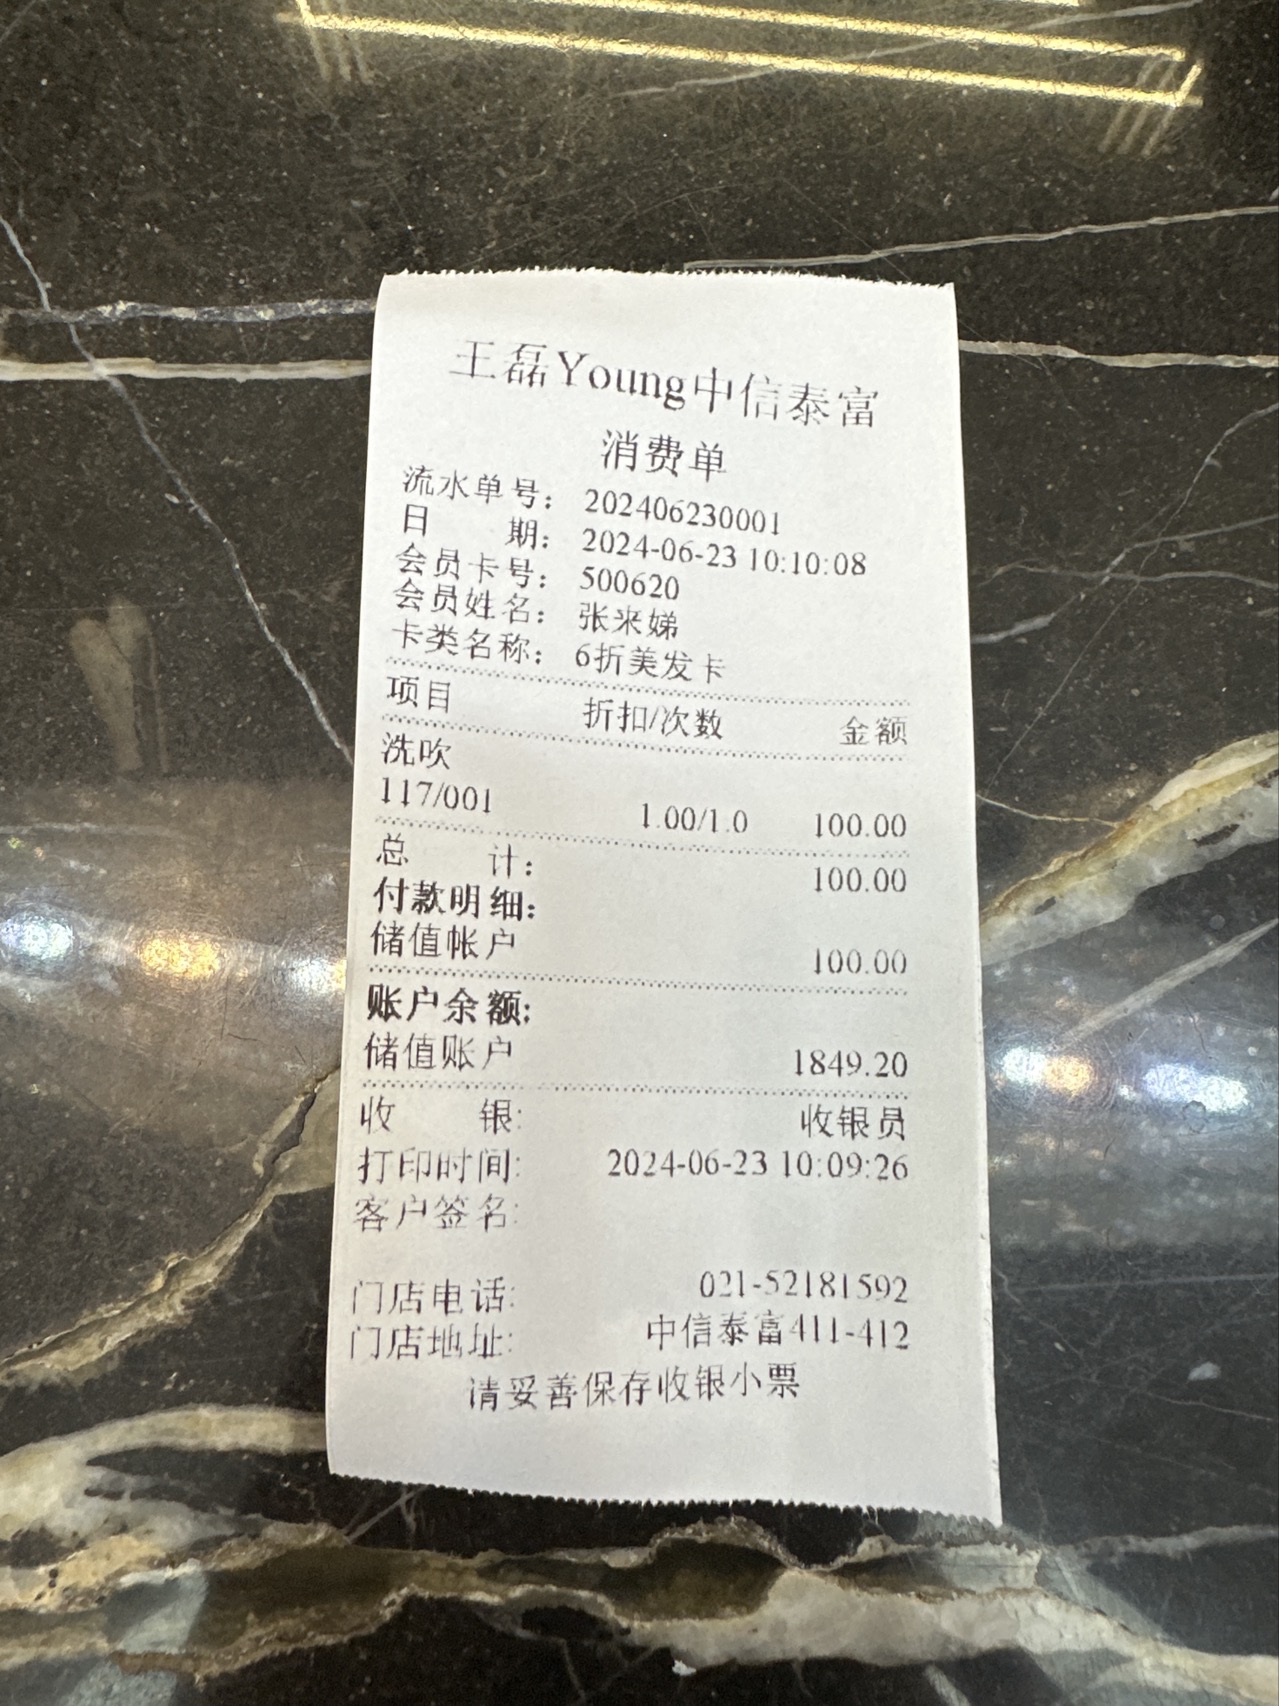 王磊Young中信泰富
消费单
流水单号： 202406230001
日 期： 2024-06-23 10:10:08
会员卡号： 500620
会员姓名： 张来娣
卡类名称： 6折美发卡
项目 折扣/次数 金额
洗吹
117/001 1.00/1.0 100.00
总 计： 100.00
付款明细:
储值帐户 100.00
账户余额:
储值账户 1849.20
收 银: 收银员
打印时间: 2024-06-23 10:09:26
客户签名:
门店电话: 021-52181592
门店地址: 中信泰富411-412
请妥善保存收银小票